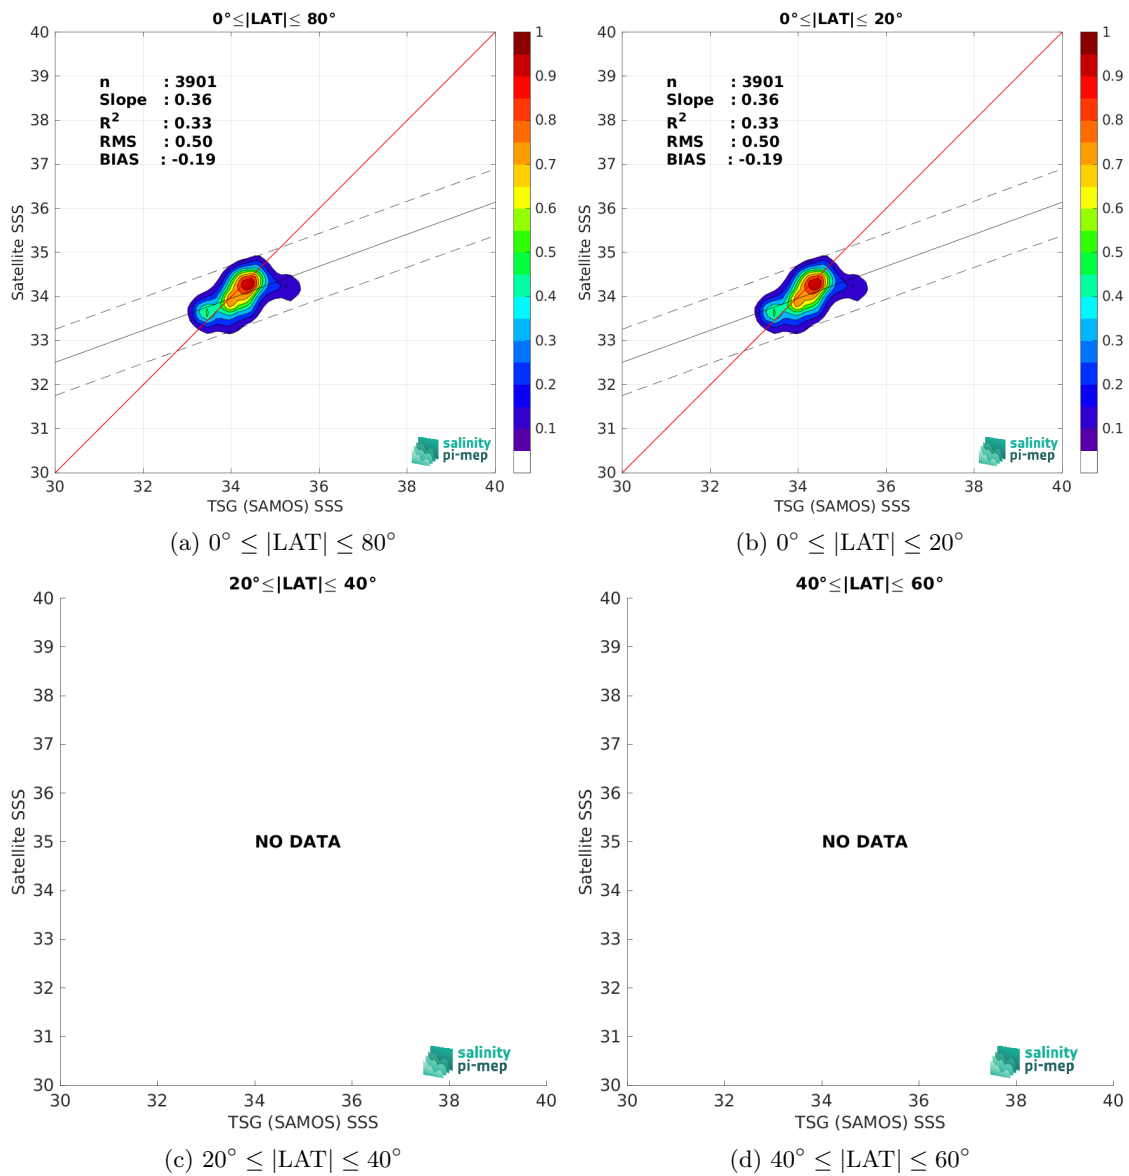 0°≤|LAT|≤ 80°
40
39
38
37
36
35
34
33
32
31
30
Satellite SSS
n : 3901
Slope : 0.36
R² : 0.33
RMS : 0.50
BIAS : -0.19
1
0.9
0.8
0.7
0.6
0.5
0.4
0.3
0.2
0.1
salinity
pi-mep
30 32 34 36 38 40
TSG (SAMOS) SSS
(a) 0° ≤ |LAT| ≤ 80°
0°≤|LAT|≤ 20°
40
39
38
37
36
35
34
33
32
31
30
Satellite SSS
n : 3901
Slope : 0.36
R² : 0.33
RMS : 0.50
BIAS : -0.19
1
0.9
0.8
0.7
0.6
0.5
0.4
0.3
0.2
0.1
salinity
pi-mep
30 32 34 36 38 40
TSG (SAMOS) SSS
(b) 0° ≤ |LAT| ≤ 20°
20°≤|LAT|≤ 40°
40
39
38
37
36
35
34
33
32
31
30
Satellite SSS
NO DATA
salinity
pi-mep
30 32 34 36 38 40
TSG (SAMOS) SSS
(c) 20° ≤ |LAT| ≤ 40°
40°≤|LAT|≤ 60°
40
39
38
37
36
35
34
33
32
31
30
Satellite SSS
NO DATA
salinity
pi-mep
30 32 34 36 38 40
TSG (SAMOS) SSS
(d) 40° ≤ |LAT| ≤ 60°